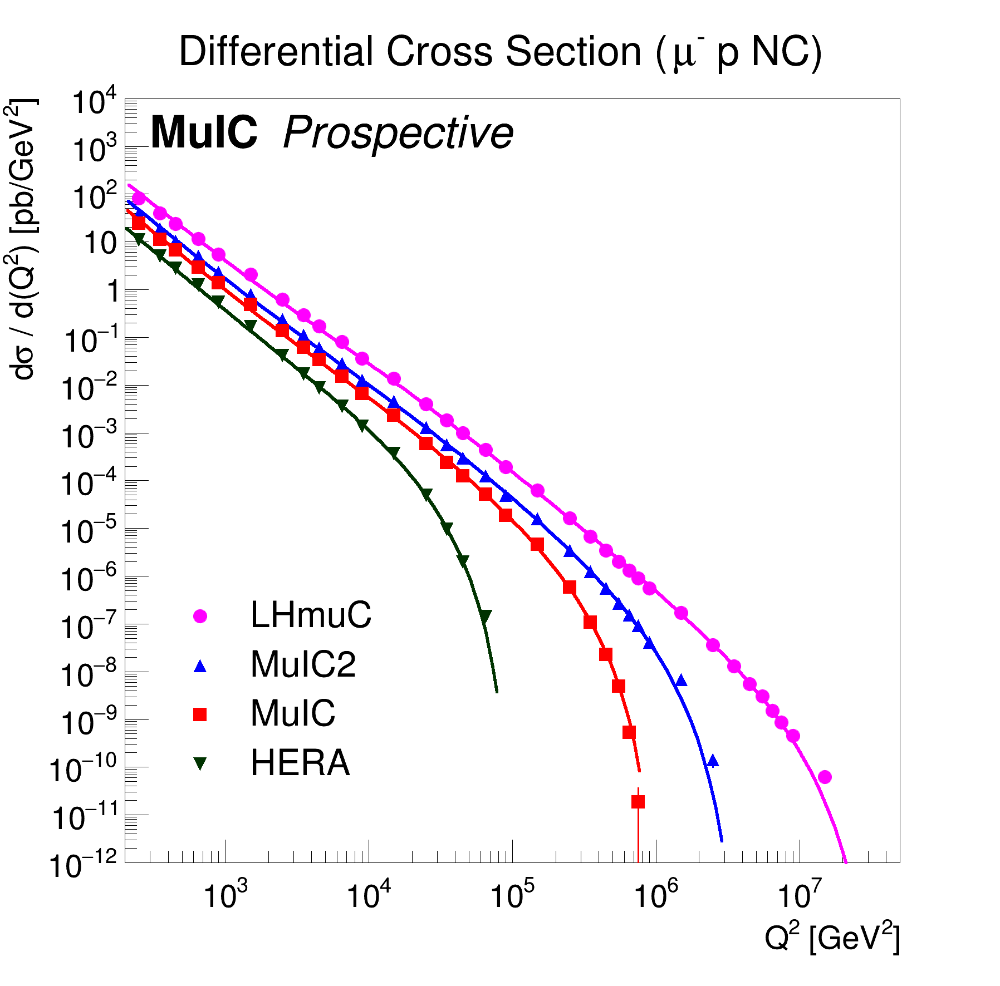 Differential Cross Section (μ⁻ p NC)
MuIC Prospective
dσ / d(Q²) [pb/GeV²]
10⁴
10³
10²
10
1
10⁻¹
10⁻²
10⁻³
10⁻⁴
10⁻⁵
10⁻⁶
10⁻⁷
10⁻⁸
10⁻⁹
10⁻¹⁰
10⁻¹¹
10⁻¹²
LHmuC
MuIC2
MuIC
HERA
10³ 10⁴ 10⁵ 10⁶ 10⁷
Q² [GeV²]